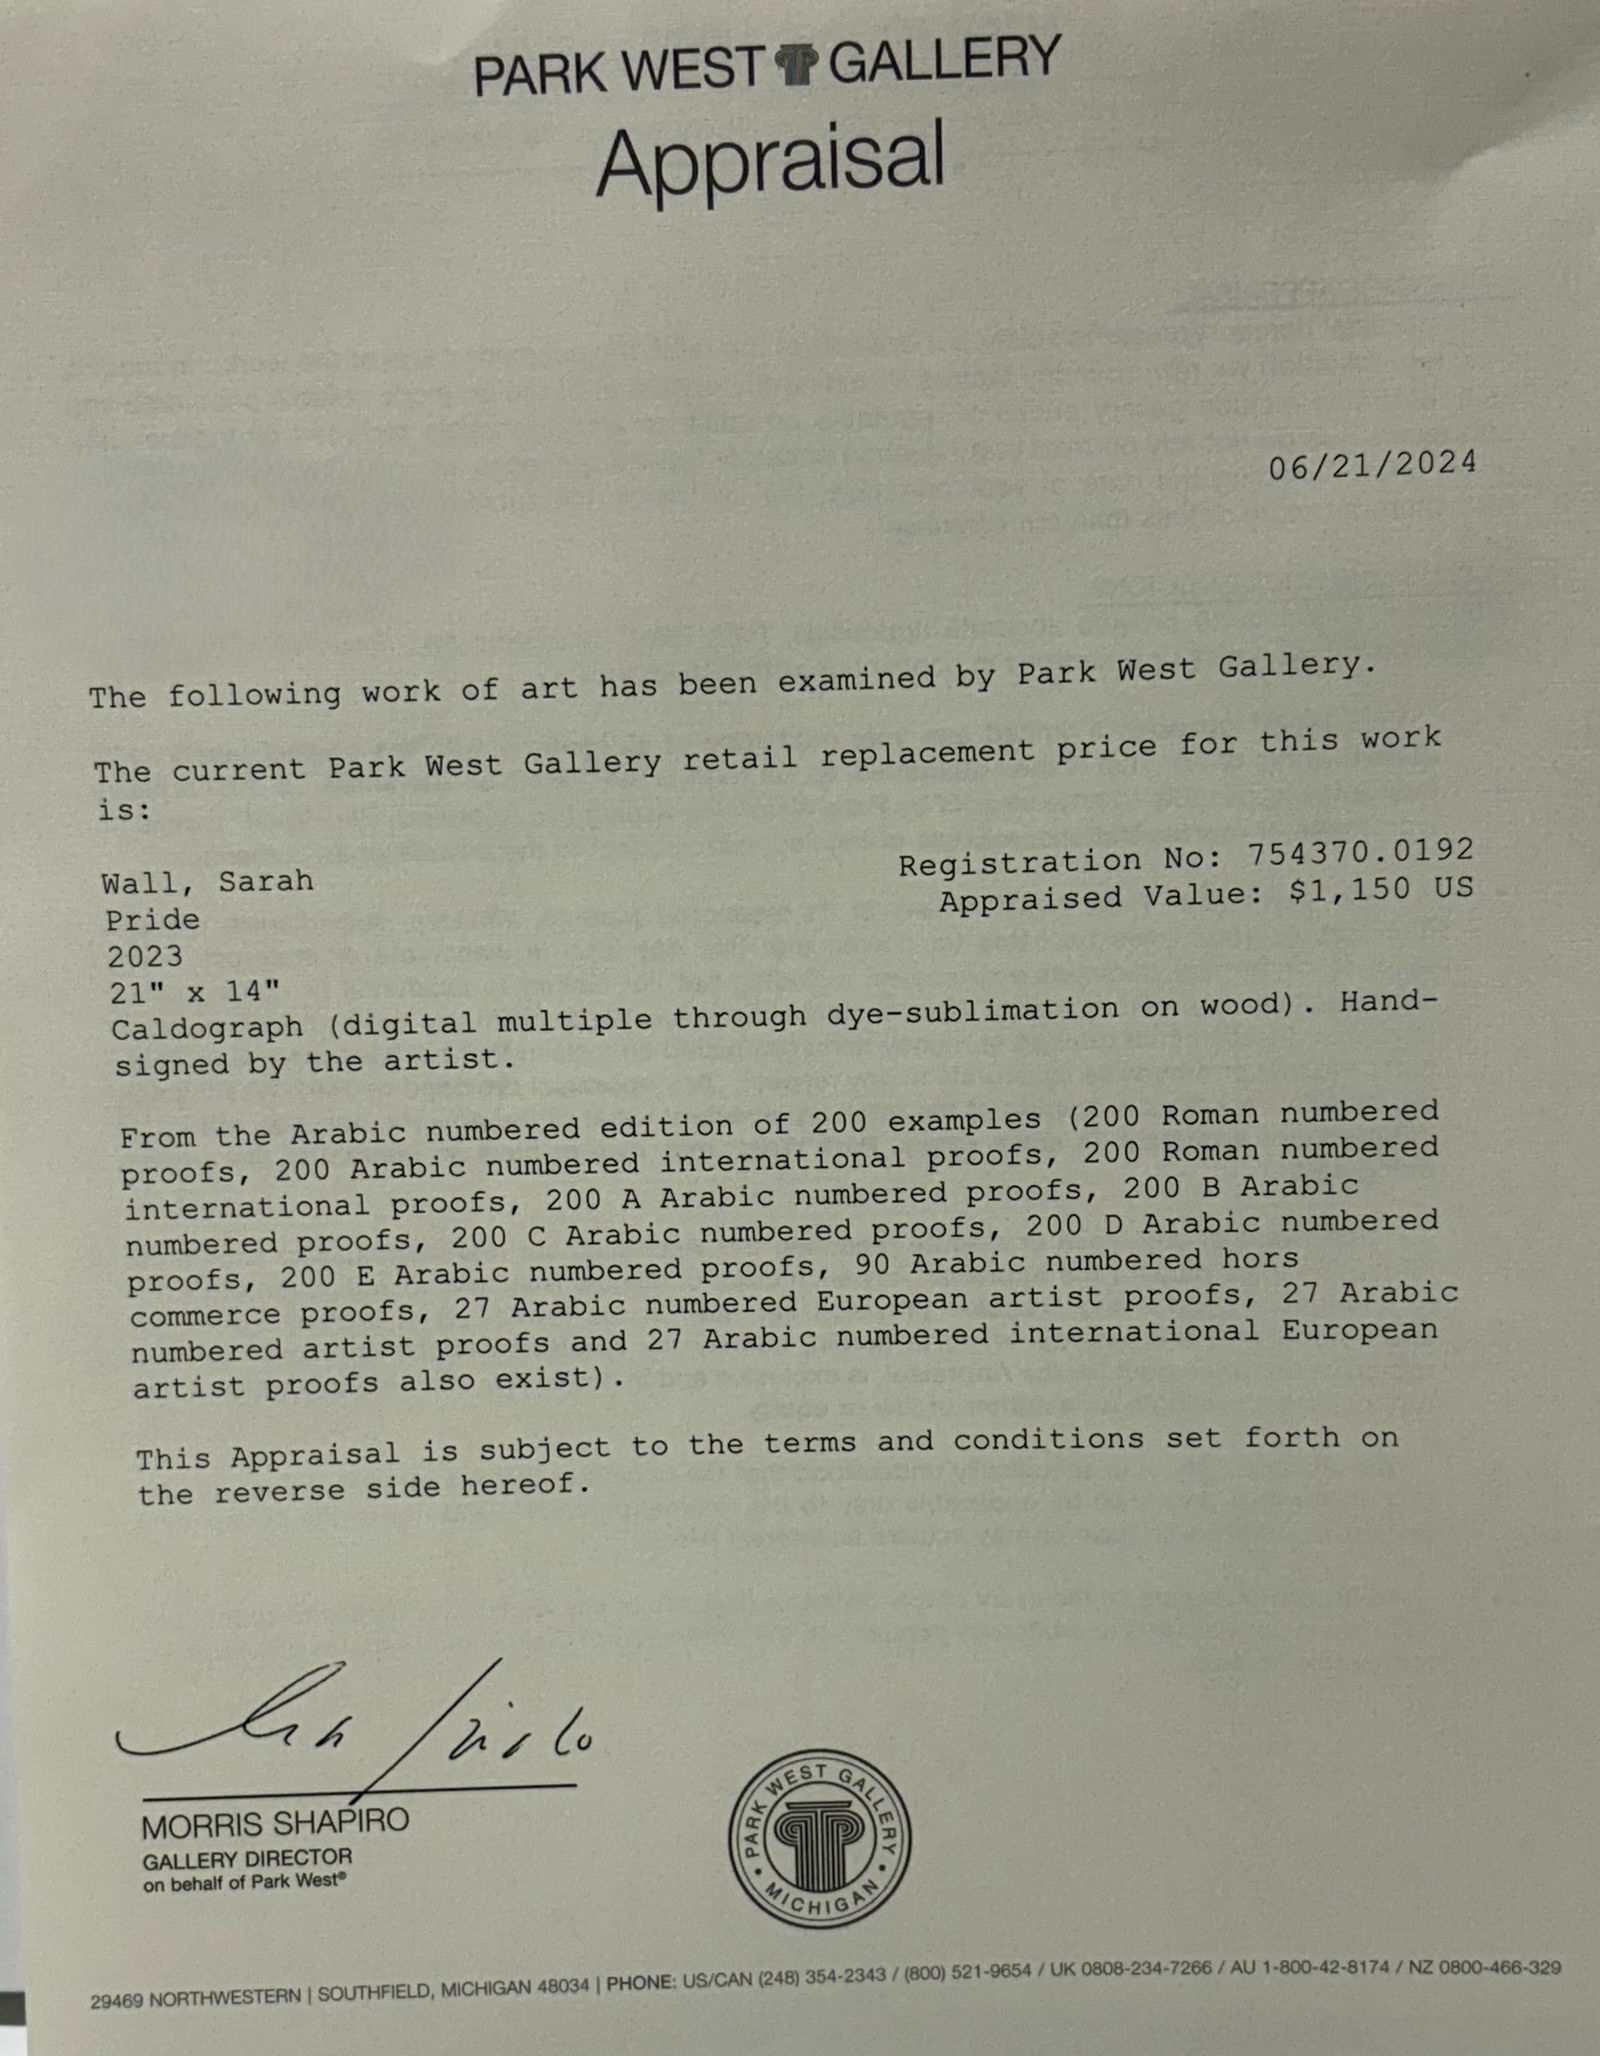 PARK WEST GALLERY
Appraisal
06/21/2024
The following work of art has been examined by Park West Gallery.
The current Park West Gallery retail replacement price for this work
is:
Wall, Sarah
Registration No: 754370.0192
Pride
Appraised Value: $1,150 US
2023
21" x 14"
Caldograph (digital multiple through dye-sublimation on wood). Hand-
signed by the artist.
From the Arabic numbered edition of 200 examples (200 Roman numbered
proofs, 200 Arabic numbered international proofs, 200 Roman numbered
international proofs, 200 A Arabic numbered proofs, 200 B Arabic
numbered proofs, 200 C Arabic numbered proofs, 200 D Arabic numbered
proofs, 200 E Arabic numbered proofs, 90 Arabic numbered hors
commerce proofs, 27 Arabic numbered European artist proofs, 27 Arabic
numbered artist proofs and 27 Arabic numbered international European
artist proofs also exist).
This Appraisal is subject to the terms and conditions set forth on
the reverse side hereof.
MORRIS SHAPIRO
GALLERY DIRECTOR
on behalf of Park West®
PARK WEST GALLERY
• MICHIGAN •
29469 NORTHWESTERN | SOUTHFIELD, MICHIGAN 48034 | PHONE: US/CAN (248) 354-2343 / (800) 521-9654 / UK 0808-234-7266 / AU 1-800-42-8174 / NZ 0800-466-329